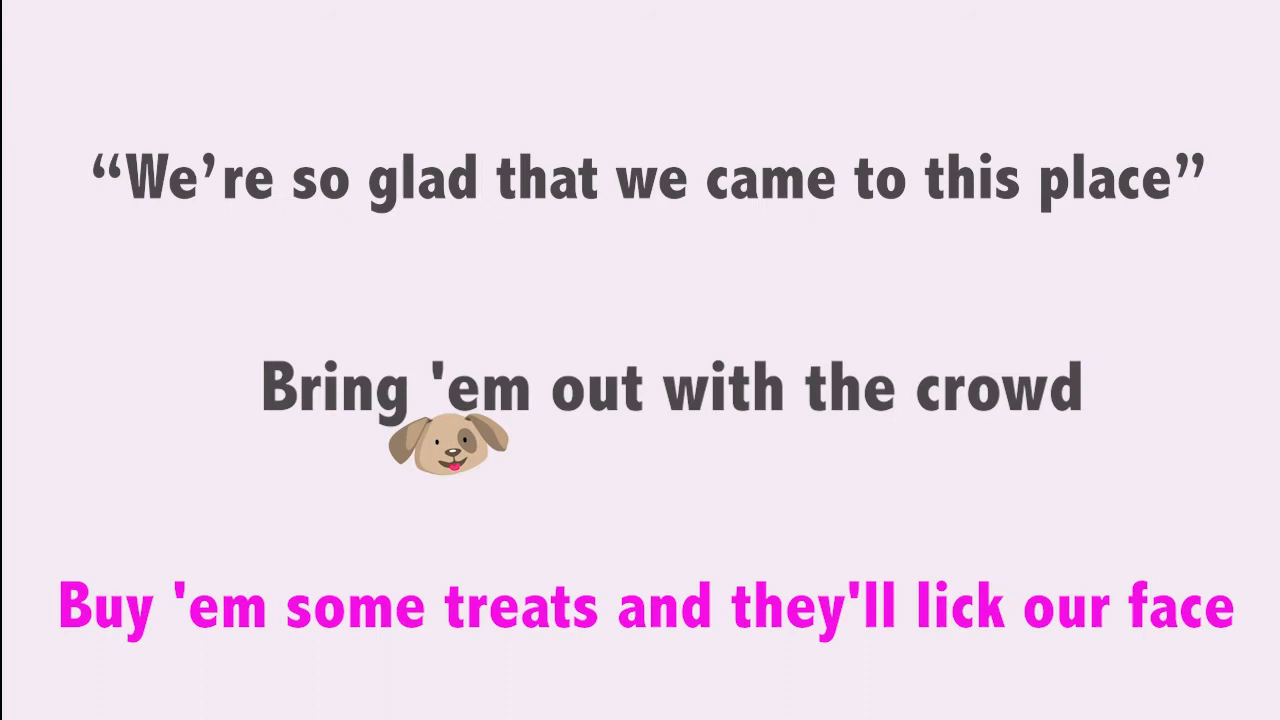 “We’re so glad that we came to this place”
Bring 'em out with the crowd
Buy 'em some treats and they'll lick our face